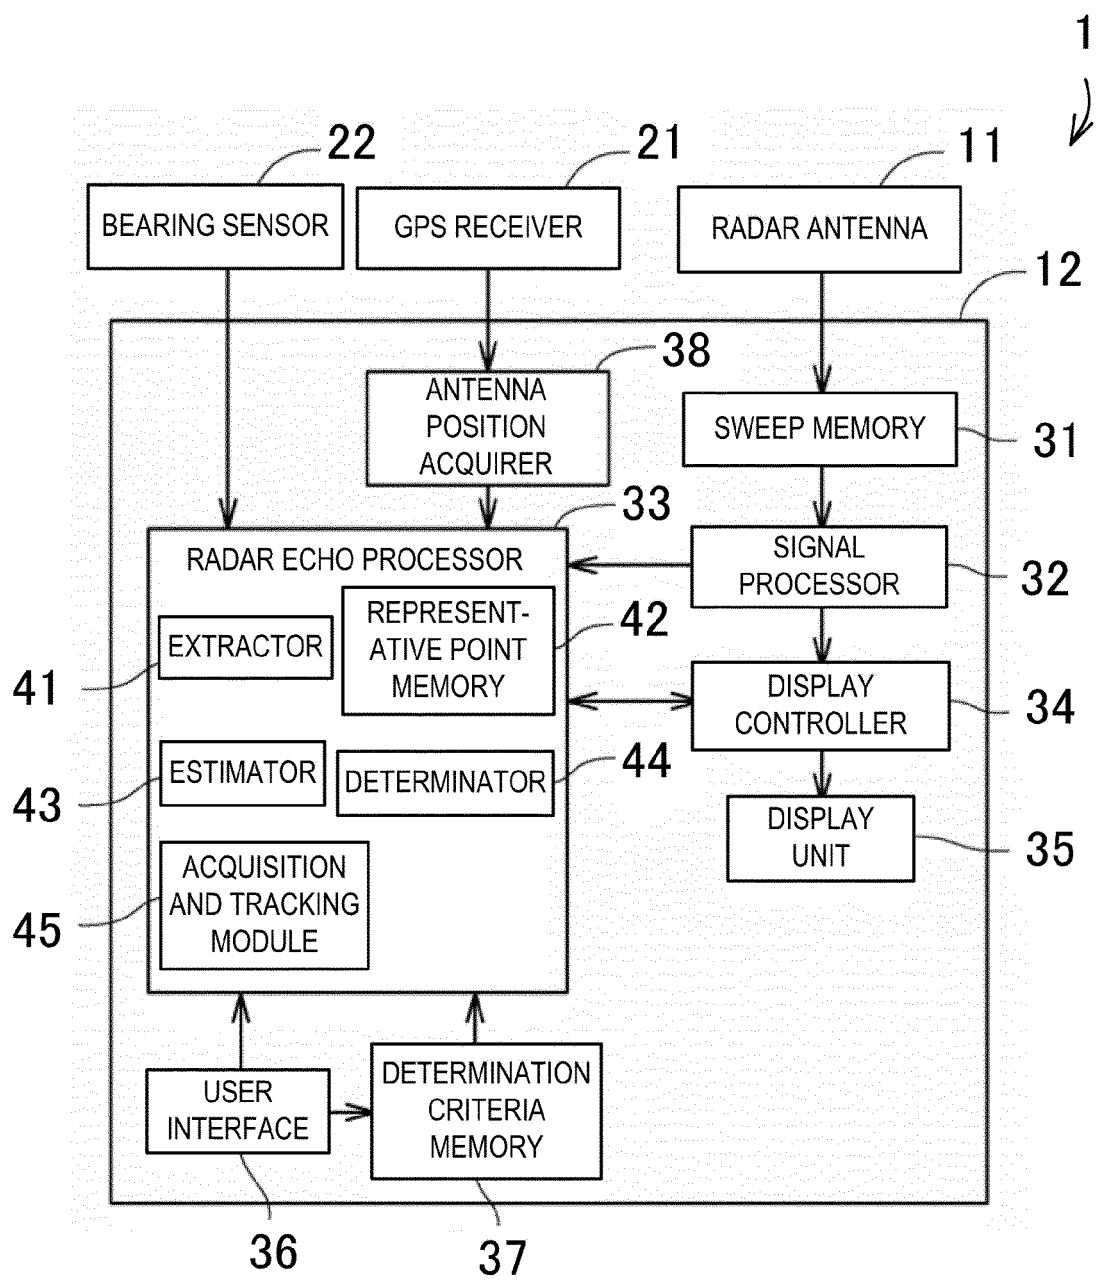 1
22
21
11
BEARING SENSOR
GPS RECEIVER
RADAR ANTENNA
12
38
ANTENNA
POSITION
ACQUIRER
SWEEP MEMORY
31
33
RADAR ECHO PROCESSOR
SIGNAL
PROCESSOR
32
REPRESENT-
ATIVE POINT
MEMORY
42
EXTRACTOR
41
DISPLAY
CONTROLLER
34
ESTIMATOR
43
DETERMINATOR
44
DISPLAY
UNIT
35
ACQUISITION
AND TRACKING
MODULE
45
USER
INTERFACE
DETERMINATION
CRITERIA
MEMORY
36
37